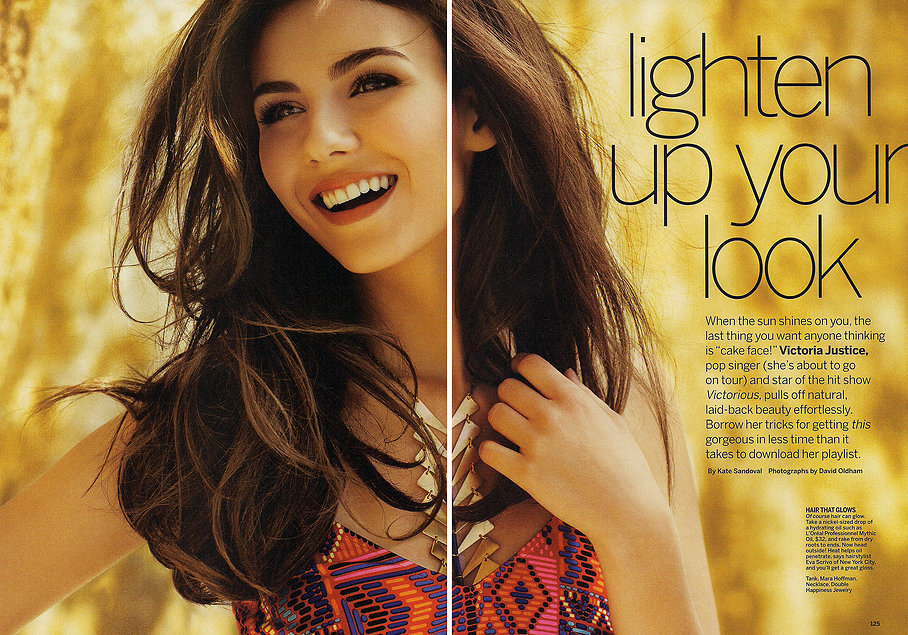 lighten
up your
look
When the sun shines on you, the
last thing you want anyone thinking
is “cake face!” Victoria Justice,
pop singer (she’s about to go
on tour) and star of the hit show
Victorious, pulls off natural,
laid-back beauty effortlessly.
Borrow her tricks for getting this
gorgeous in less time than it
takes to download her playlist.
By Kate Sandoval Photographs by David Oldham
HAIR THAT GLOWS
Of course hair can glow.
Take a nickel-sized drop of
a hydrating oil such as
L’Oréal Professionnel Mythic
Oil, $32, and rake from dry
roots to ends. Now head
outside! Heat helps oil
penetrate, says hairstylist
Eva Scrivo of New York City,
and you’ll get a great gloss.
Tank, Mara Hoffman.
Necklace, Double
Happiness Jewelry
125